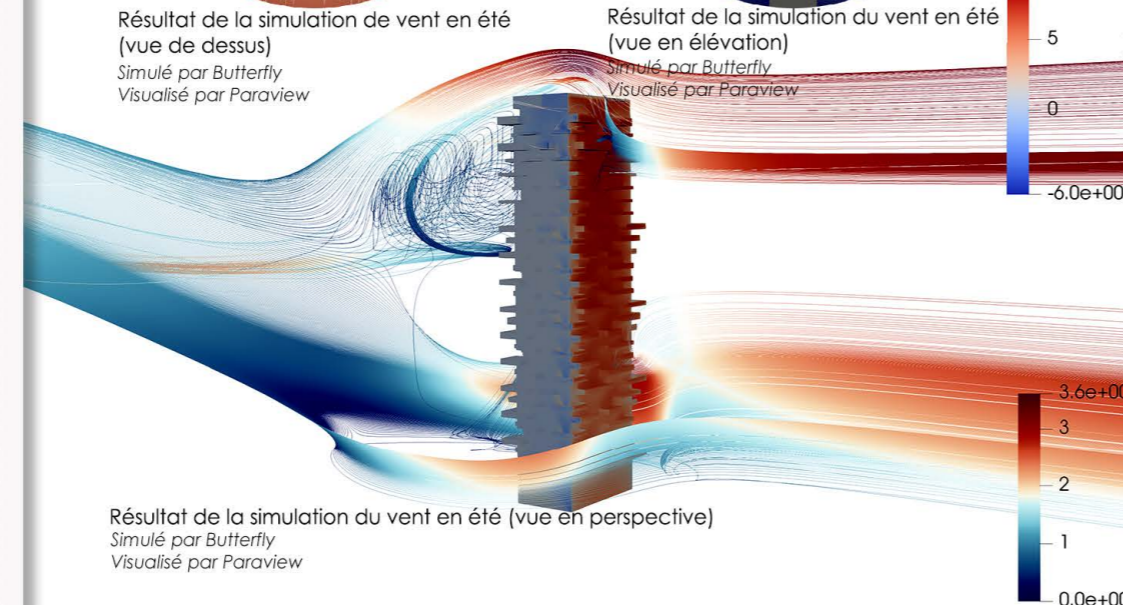 Résultat de la simulation de vent en été
(vue de dessus)
Simulé par Butterfly
Visualisé par Paraview
Résultat de la simulation du vent en été
(vue en élévation)
Simulé par Butterfly
Visualisé par Paraview
5
0
-6.0e+00
3.6e+00
3
2
1
0.0e+00
Résultat de la simulation du vent en été (vue en perspective)
Simulé par Butterfly
Visualisé par Paraview